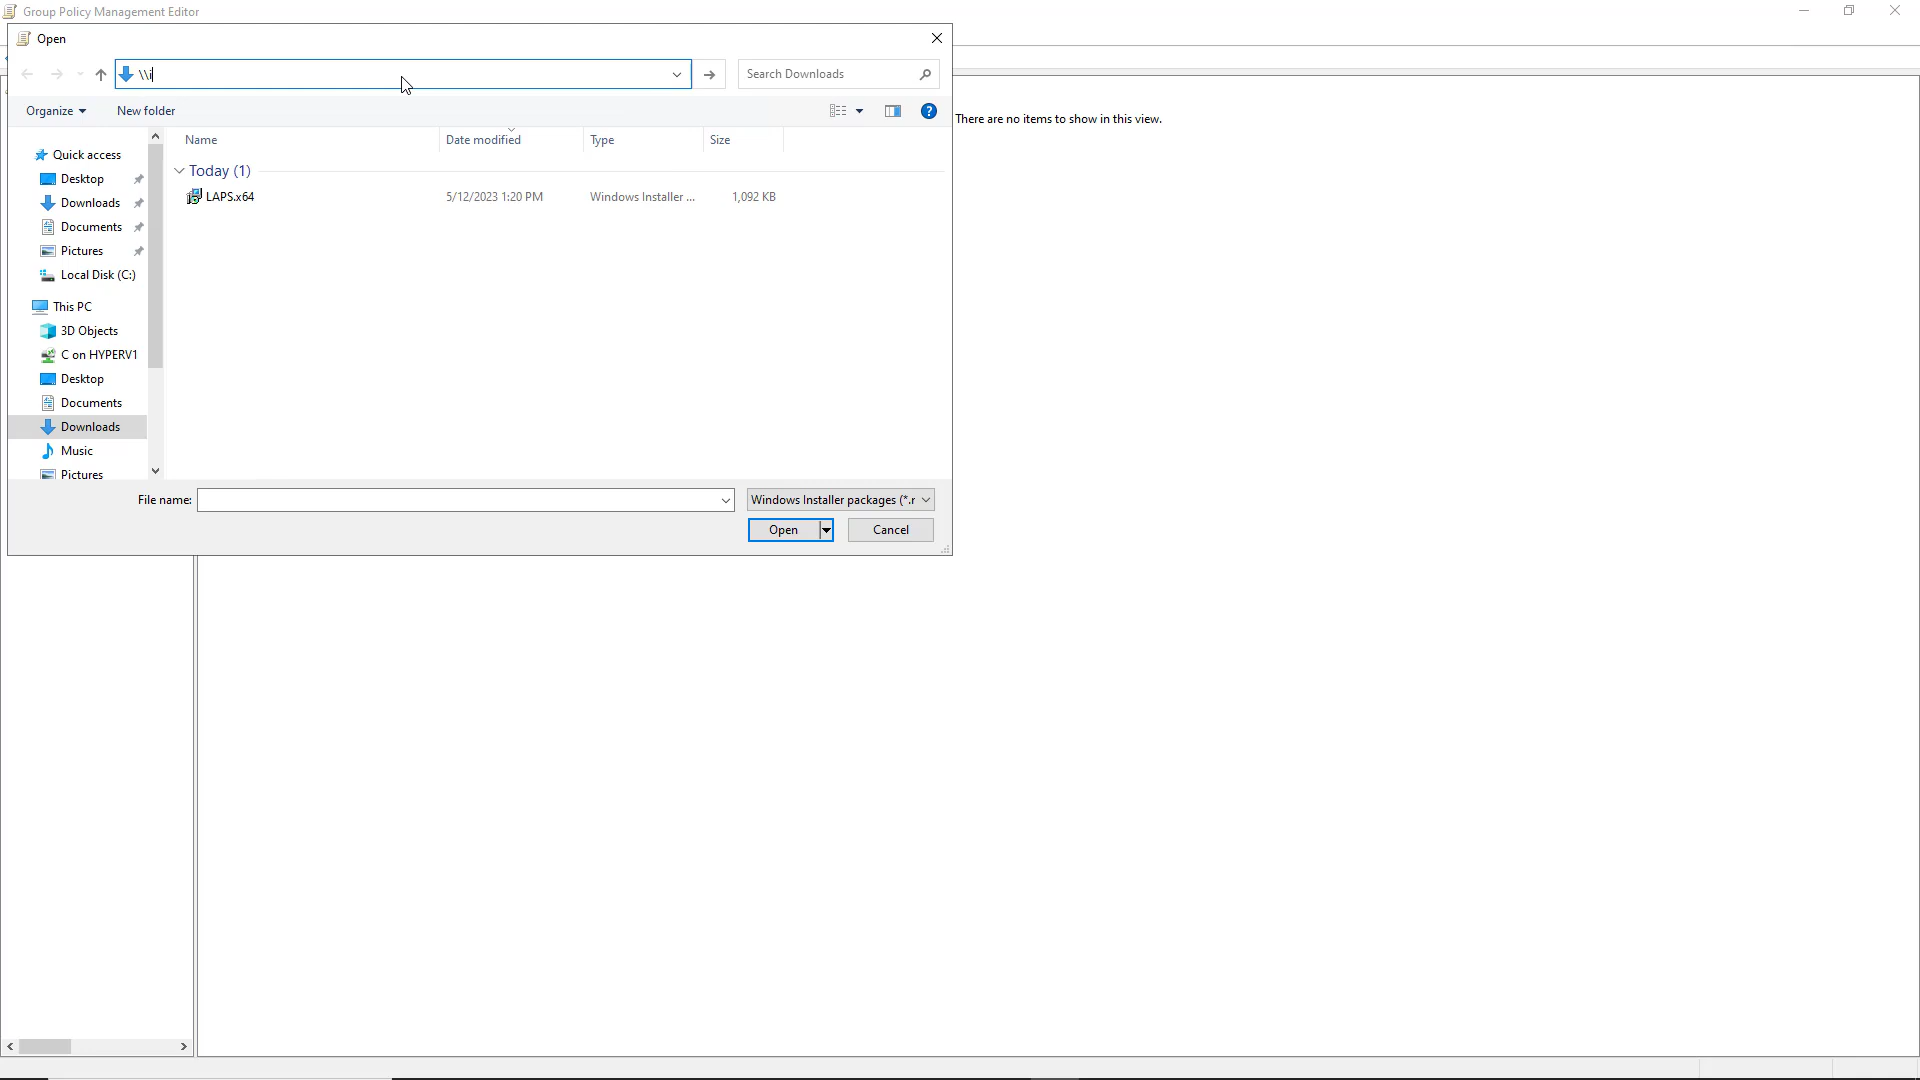 Group Policy Management Editor
Open
\\i
Search Downloads
Organize
New folder
There are no items to show in this view.
Name
Date modified
Type
Size
Quick access
Desktop
Downloads
Documents
Pictures
Local Disk (C:)
This PC
3D Objects
C on HYPERV1
Desktop
Documents
Downloads
Music
Pictures
Today (1)
LAPS.x64
5/12/2023 1:20 PM
Windows Installer ...
1,092 KB
File name:
Windows Installer packages (*.r
Open
Cancel